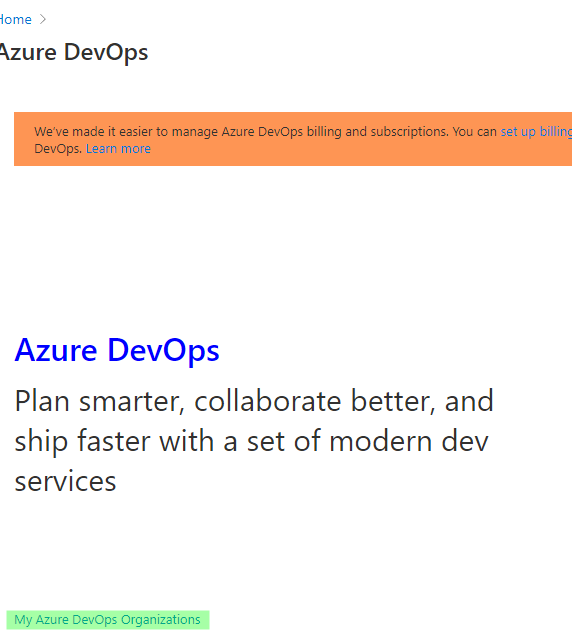 Home >
Azure DevOps
We've made it easier to manage Azure DevOps billing and subscriptions. You can set up billing
DevOps. Learn more
Azure DevOps
Plan smarter, collaborate better, and
ship faster with a set of modern dev
services
My Azure DevOps Organizations